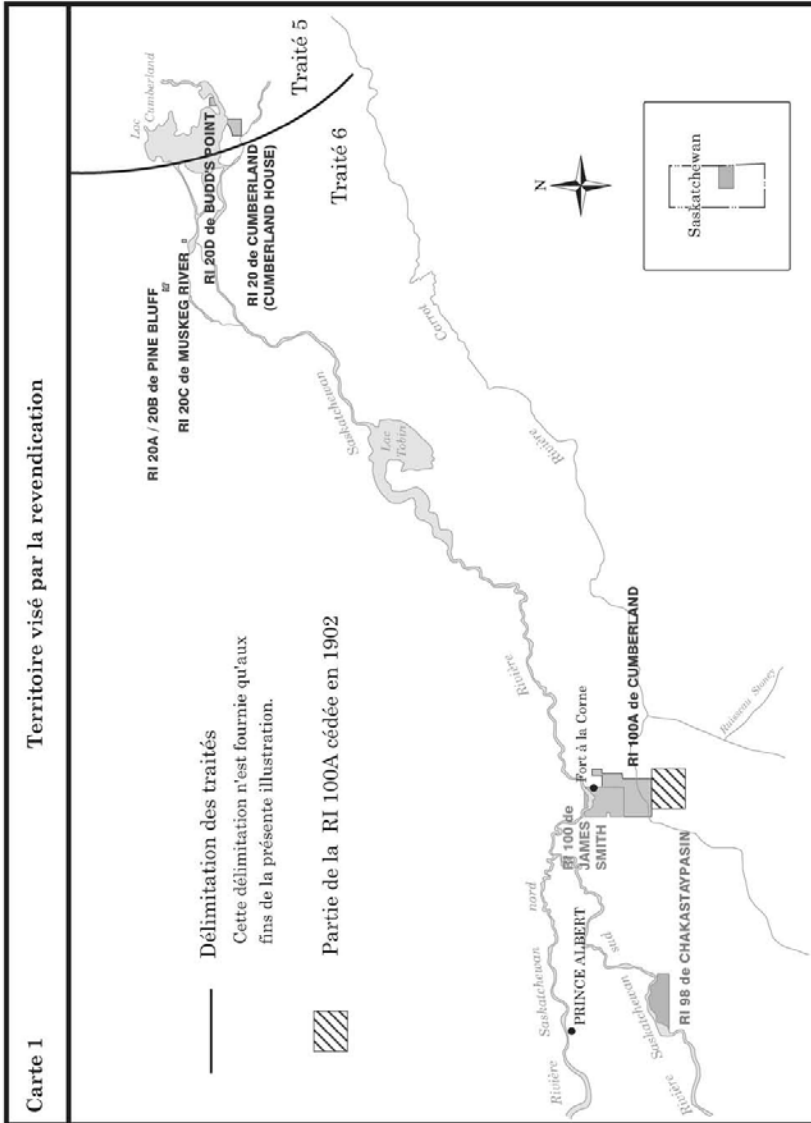 Carte 1
Territoire visé par la revendication
Délimitation des traités
Cette délimitation n'est fournie qu'aux
fins de la présente illustration.
Partie de la RI 100A cédée en 1902
RI 20A / 20B de PINE BLUFF
RI 20C de MUSKEG RIVER
Lac
Cumberland
RI 20D de BUDD'S POINT
RI 20 de CUMBERLAND
(CUMBERLAND HOUSE)
Traité 5
Traité 6
Saskatchewan
Lac
Tobin
Rivière
Rivière
Carrot
N
Saskatchewan
Rivière
Saskatchewan
nord
PRINCE ALBERT
RI 100 de
JAMES
SMITH
Fort à la Corne
RI 100A de CUMBERLAND
Ruisseau Stoney
Rivière
Saskatchewan
sud
RI 98 de CHAKASTAYPASIN